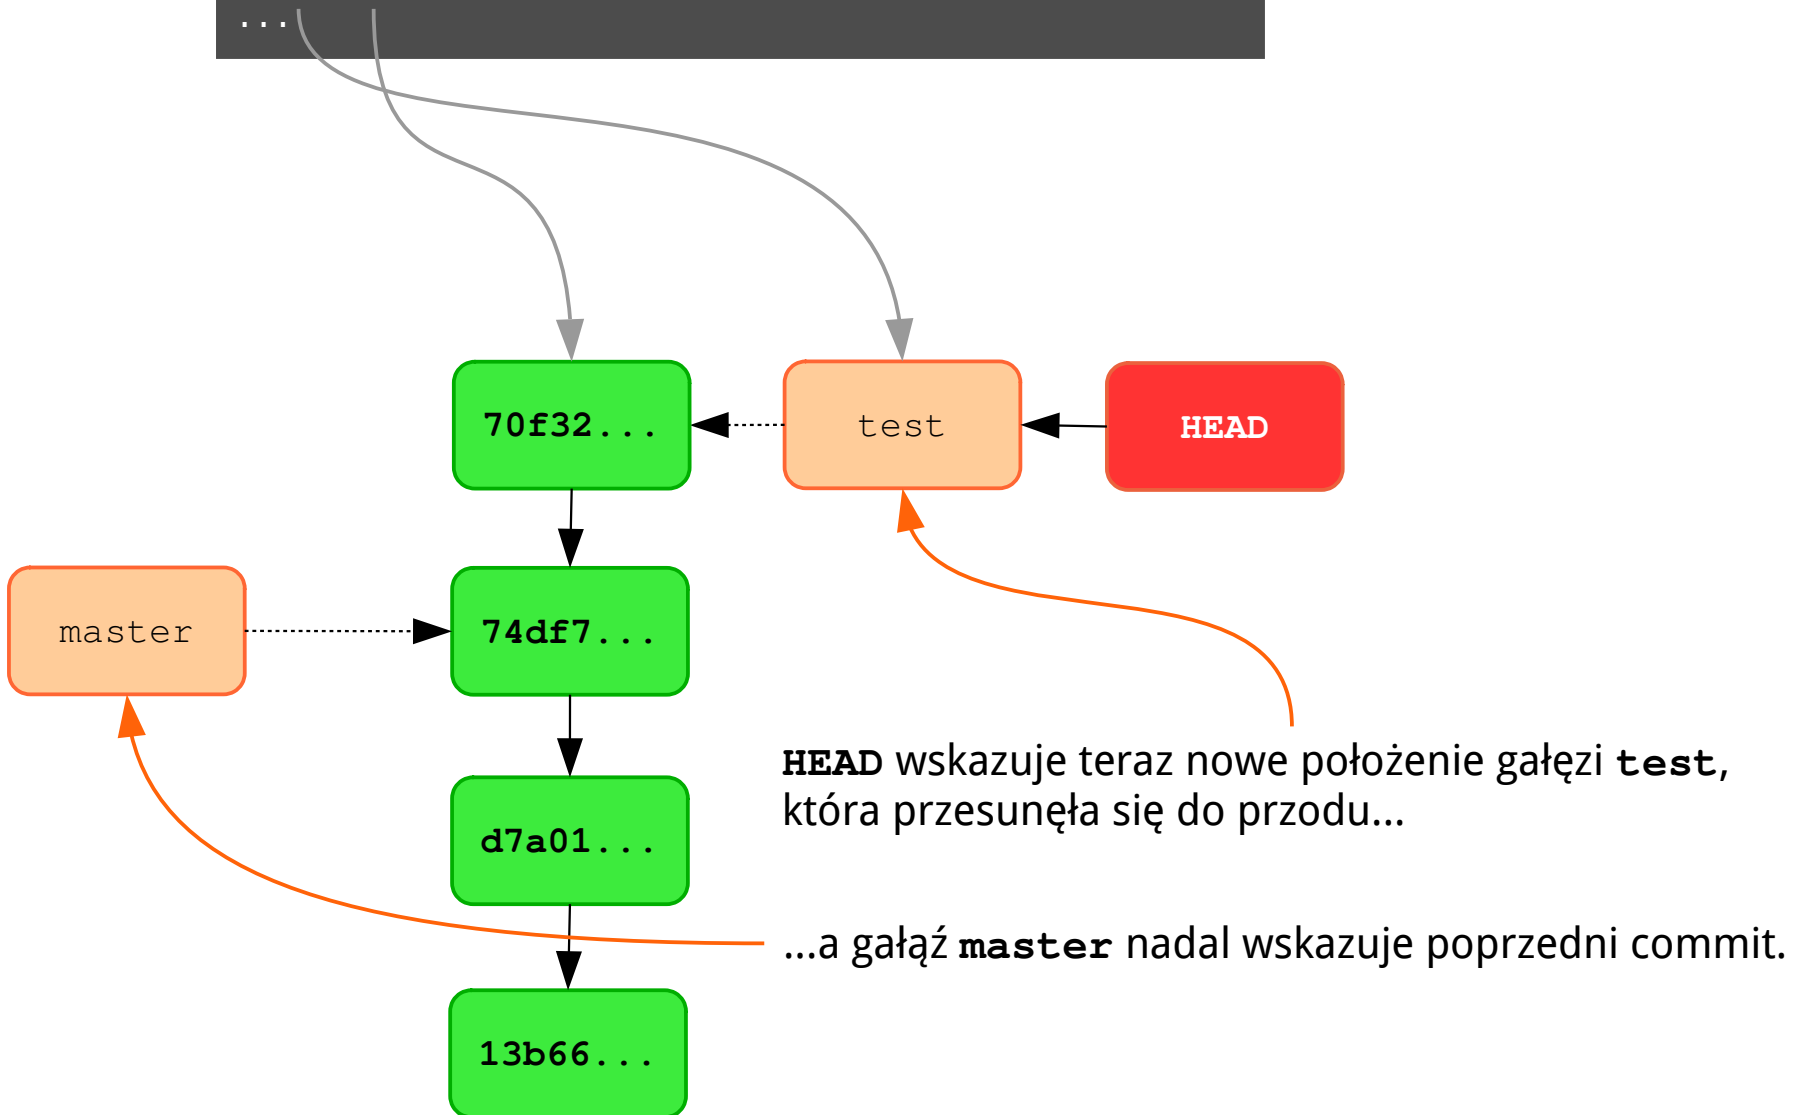 ...
70f32...
test
HEAD
master
74df7...
d7a01...
HEAD wskazuje teraz nowe położenie gałęzi test,
która przesunęła się do przodu...
...a gałąź master nadal wskazuje poprzedni commit.
13b66...